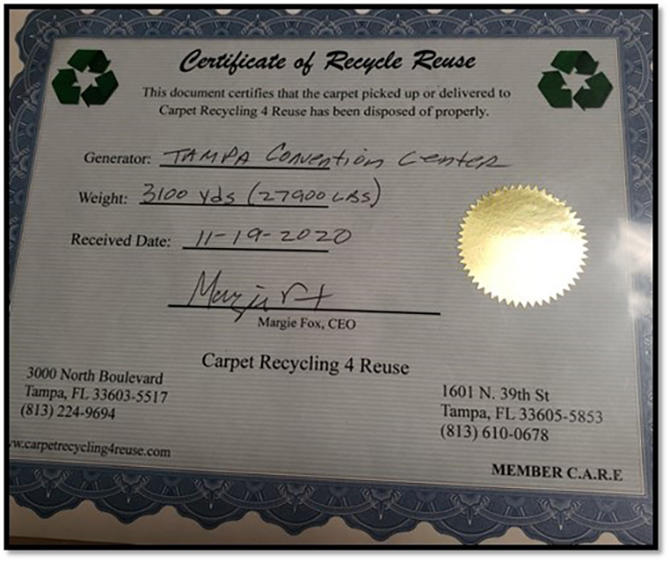 Certificate of Recycle Reuse
This document certifies that the carpet picked up or delivered to
Carpet Recycling 4 Reuse has been disposed of properly.
Generator: TAMPA Convention Center
Weight: 3100 yds (27900 LBS)
Received Date: 11-19-2020
Margie Fox, CEO
Carpet Recycling 4 Reuse
3000 North Boulevard
Tampa, FL 33603-5517
(813) 224-9694
w.carpetrecycling4reuse.com
1601 N. 39th St
Tampa, FL 33605-5853
(813) 610-0678
MEMBER C.A.R.E